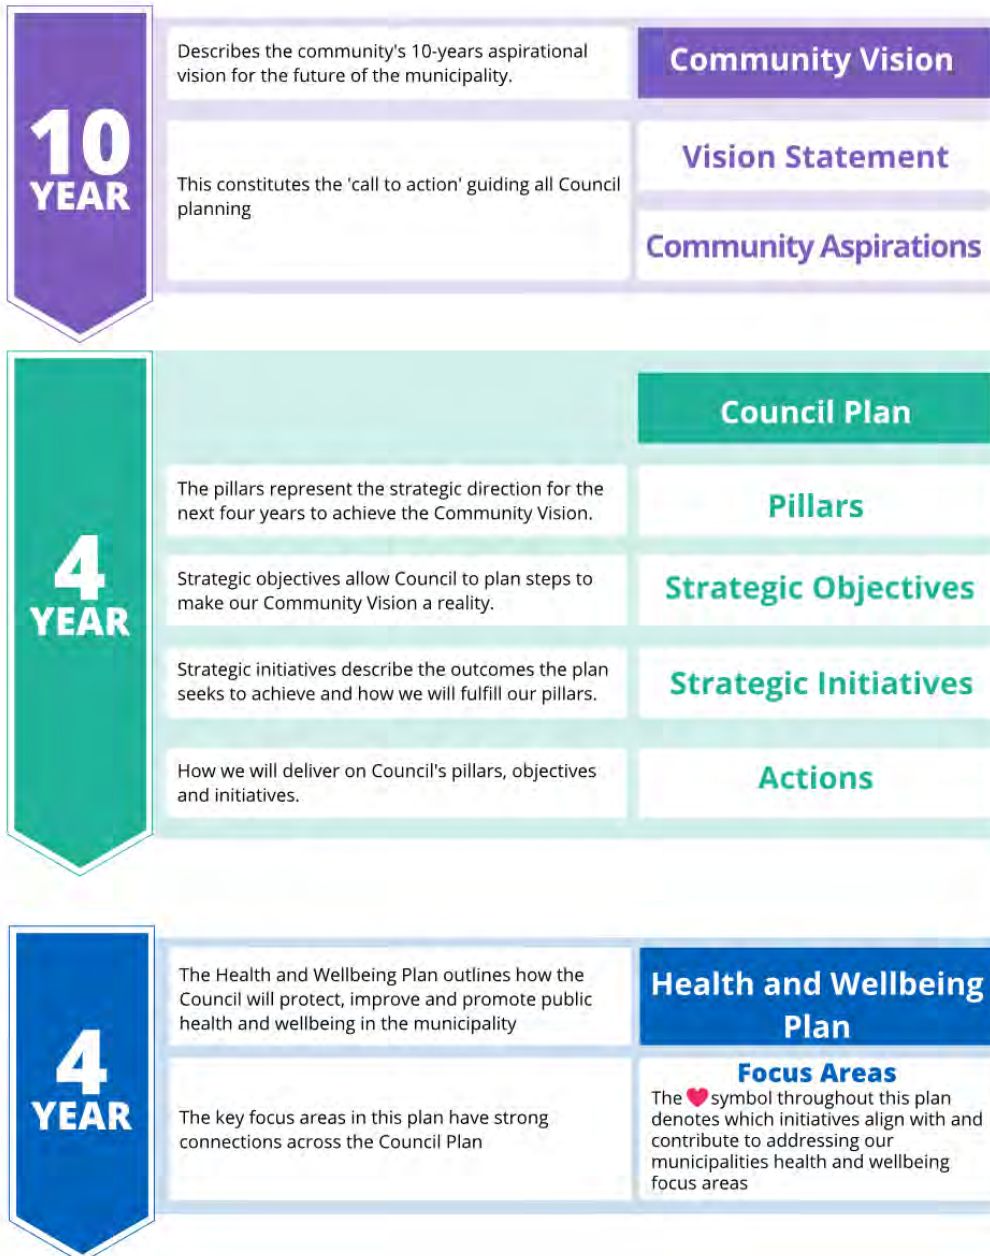 10
YEAR
Describes the community's 10-years aspirational
vision for the future of the municipality.
Community Vision
This constitutes the 'call to action' guiding all Council
planning
Vision Statement
Community Aspirations
4
YEAR
Council Plan
The pillars represent the strategic direction for the
next four years to achieve the Community Vision.
Pillars
Strategic objectives allow Council to plan steps to
make our Community Vision a reality.
Strategic Objectives
Strategic initiatives describe the outcomes the plan
seeks to achieve and how we will fulfill our pillars.
Strategic Initiatives
How we will deliver on Council's pillars, objectives
and initiatives.
Actions
4
YEAR
The Health and Wellbeing Plan outlines how the
Council will protect, improve and promote public
health and wellbeing in the municipality
Health and Wellbeing
Plan
The key focus areas in this plan have strong
connections across the Council Plan
Focus Areas
The ❤ symbol throughout this plan
denotes which initiatives align with and
contribute to addressing our
municipalities health and wellbeing
focus areas